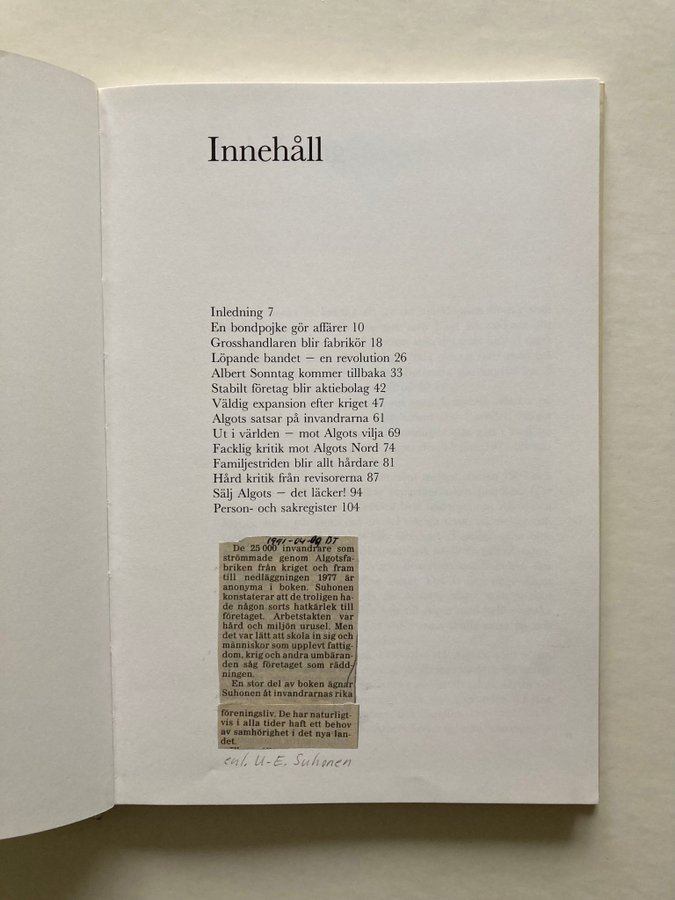 Innehåll
Inledning 7
En bondpojke gör affärer 10
Grosshandlaren blir fabrikör 18
Löpande bandet – en revolution 26
Albert Sonntag kommer tillbaka 33
Stabilt företag blir aktiebolag 42
Väldig expansion efter kriget 47
Algots satsar på invandrarna 61
Ut i världen – mot Algots vilja 69
Facklig kritik mot Algots Nord 74
Familjestriden blir allt hårdare 81
Hård kritik från revisorerna 87
Sälj Algots – det läcker! 94
Person- och sakregister 104
1991-04-09 BT
De 25 000 invandrare som
strömmade genom Algotsfa-
briken från kriget och fram
till nedläggningen 1977 är
anonyma i boken. Suhonen
konstaterar att de troligen ha-
de någon sorts hatkärlek till
företaget. Arbetstakten var
hård och miljön urusel. Men
det var lätt att skola in sig och
människor som upplevt fattig-
dom, krig och andra umbäran-
den såg företaget som rädd-
ningen.
En stor del av boken ägnar
Suhonen åt invandrarnas rika
föreningsliv. De har naturligt-
vis i alla tider haft ett behov
av samhörighet i det nya lan-
det.
enl. U-E. Suhonen